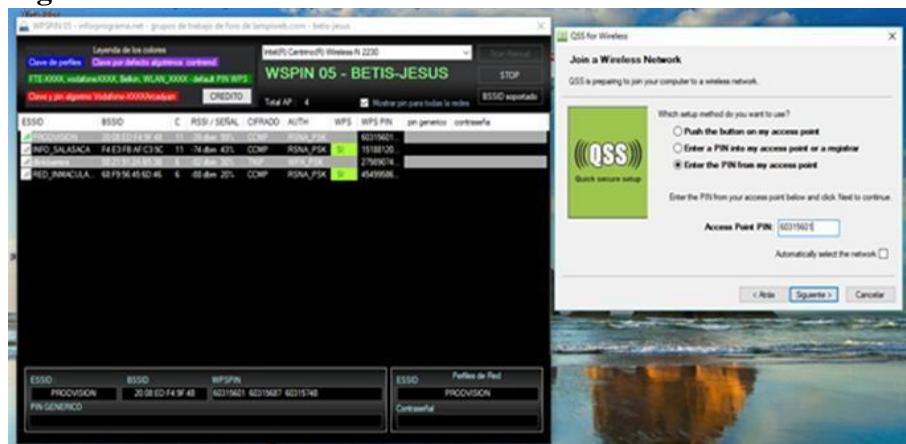 WPSPIN 05 - infoprograma.net - grupos de trabajo de foro de lampiweb.com - betis-jesus
Leyenda de los colores
Clave de perfiles
Clave por defecto algoritmos contrend
FTE-XXXX, vodafoneXXXX, Belkin, WLAN_XXXX -default PIN WPS
Clave y pin algoritmo Vodafone-XXXX/Arcadyan
CREDITO
Intel(R) Centrino(R) Wireless N 2230
WSPIN 05 - BETIS-JESUS
STOP
Total AP : 4
Mostrar pin para todas la redes
BSSID soportado
ESSID BSSID C RSSI / SEÑAL CIFRADO AUTH WPS WPS PIN pin generico contraseña
PRODVISION 20:08:ED:F4:9F:48 11 CCMP RSNA_PSK 60315601...
INFO_SALASACA F4:E3:FB:AF:C3:9C 11 -74 dbm 43% CCMP RSNA_PSK SI 15188120...
6 TKIP WPA_PSK 27589074...
RED_INMACULA... 68:F9:56:45:6D:46 6 -88 dbm 20% CCMP RSNA_PSK SI 45499586...
ESSID BSSID WPSPIN
PRODVISION 20:08:ED:F4:9F:48 60315601 60315687 60315748
PIN GENERICO
ESSID Perfiles de Red
PRODVISION
Contraseña
QSS for Wireless
Join a Wireless Network
QSS is preparing to join your computer to a wireless network.
QSS
Quick secure setup
Which setup method do you want to use?
Push the button on my access point
Enter a PIN into my access point or a registrar
Enter the PIN from my access point
Enter the PIN from your access point below and click Next to continue.
Access Point PIN: 60315601
Automatically select the network
< Atrás Siguiente > Cancelar